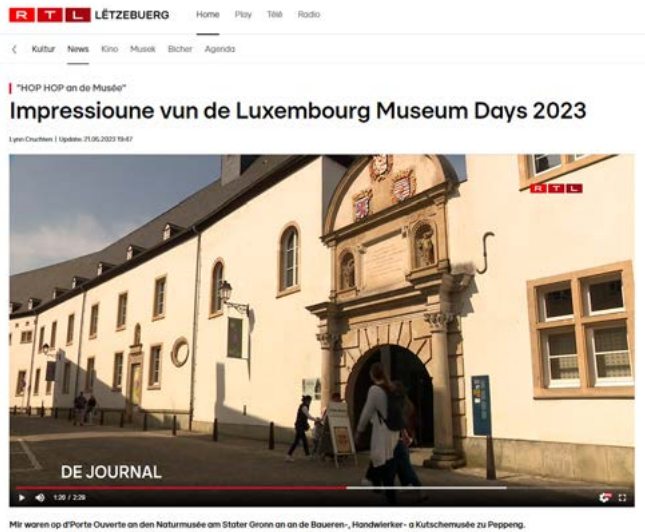 RTL LËTZEBUERG Home Play Télé Radio
< Kultur News Kino Musek Bicher Agenda
"HOP HOP an de Musée"
Impressioune vun de Luxembourg Museum Days 2023
Lynn Cruchten | Update: 21.05.2023 19:47
RTL
DE JOURNAL
1:20 / 2:29
Mir waren op d'Porte Ouverte an den Naturmusée am Stater Gronn an an de Baueren-, Handwierker- a Kutschemusée zu Peppeng.